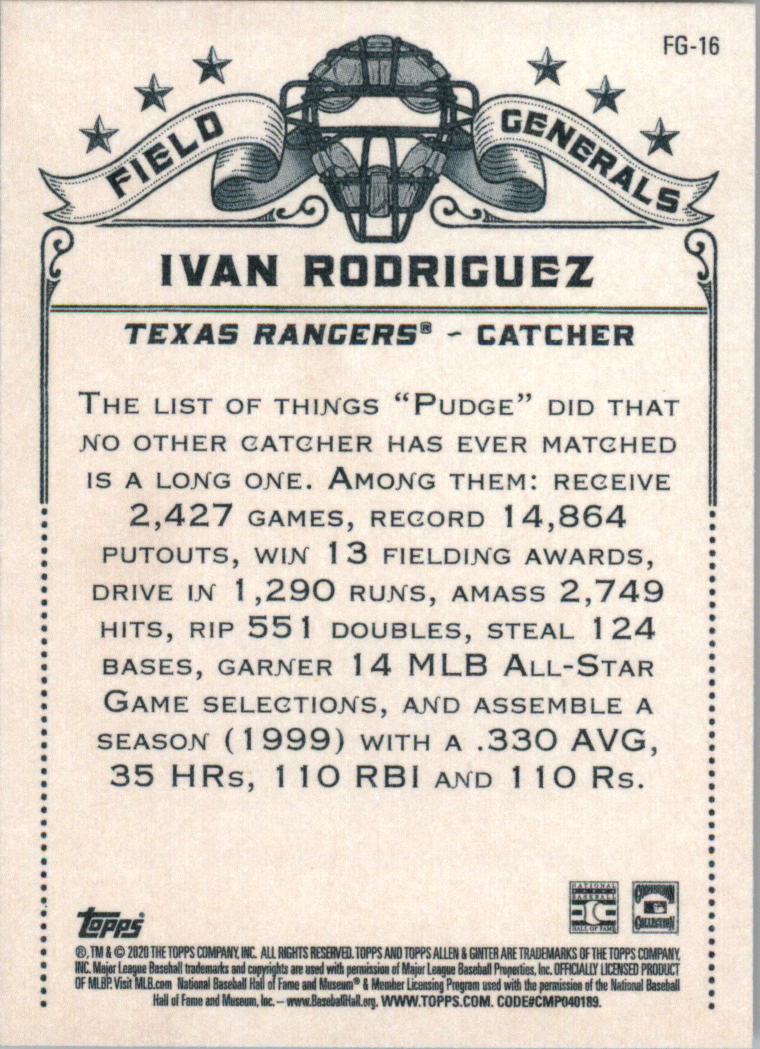 FG-16
FIELD GENERALS
IVAN RODRIGUEZ
TEXAS RANGERS® - CATCHER
THE LIST OF THINGS “PUDGE” DID THAT
NO OTHER CATCHER HAS EVER MATCHED
IS A LONG ONE. AMONG THEM: RECEIVE
2,427 GAMES, RECORD 14,864
PUTOUTS, WIN 13 FIELDING AWARDS,
DRIVE IN 1,290 RUNS, AMASS 2,749
HITS, RIP 551 DOUBLES, STEAL 124
BASES, GARNER 14 MLB ALL-STAR
GAME SELECTIONS, AND ASSEMBLE A
SEASON (1999) WITH A .330 AVG,
35 HRS, 110 RBI AND 110 RS.
NATIONAL
BASEBALL
HALL OF FAME
COOPERSTOWN
COLLECTION
Topps®
®, TM & © 2020 THE TOPPS COMPANY, INC. ALL RIGHTS RESERVED. TOPPS AND TOPPS ALLEN & GINTER ARE TRADEMARKS OF THE TOPPS COMPANY,
INC. Major League Baseball trademarks and copyrights are used with permission of Major League Baseball Properties, Inc. OFFICIALLY LICENSED PRODUCT
OF MLBP. Visit MLB.com National Baseball Hall of Fame and Museum® & Member Licensing Program used with the permission of the National Baseball
Hall of Fame and Museum, Inc. – www.BaseballHall.org. WWW.TOPPS.COM. CODE#CMP040189.